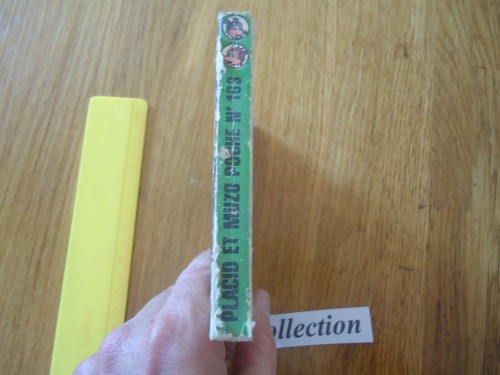 PLACID ET MUZO POCHE N° 163
ollection